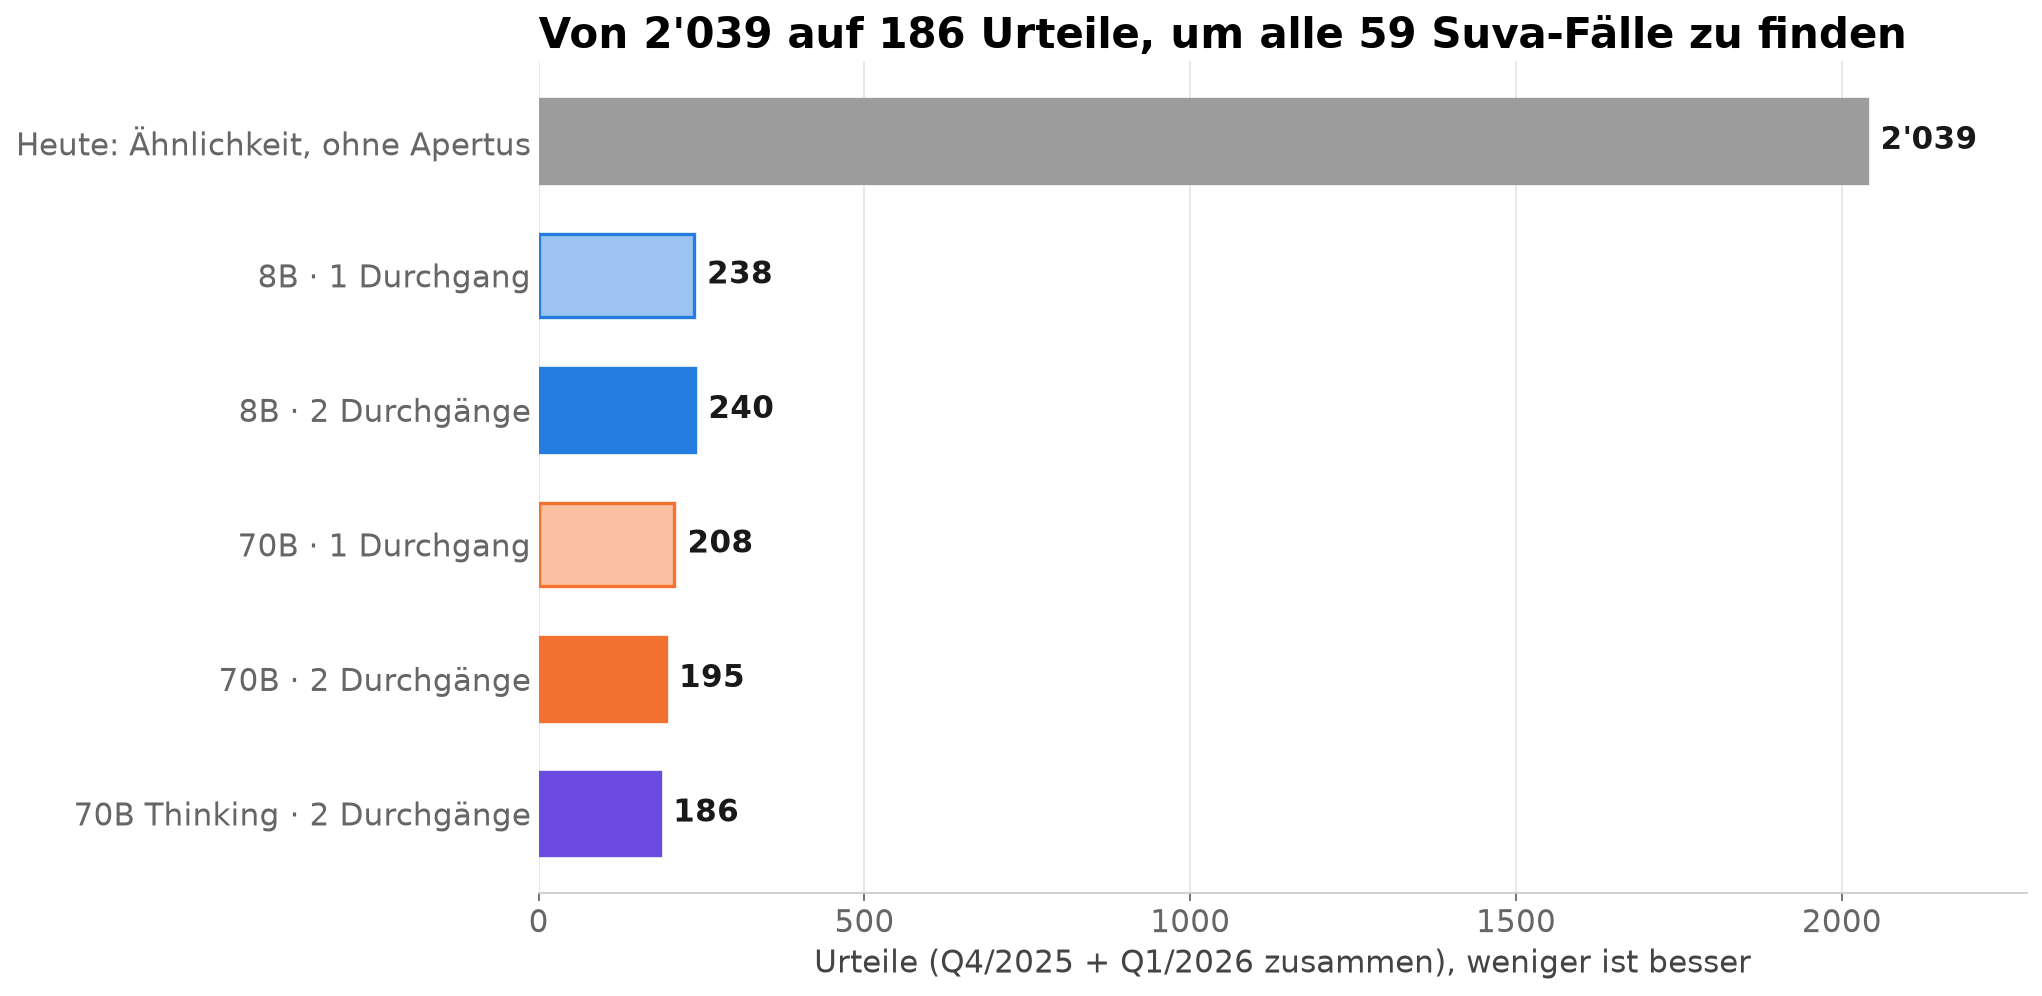 Von 2'039 auf 186 Urteile, um alle 59 Suva-Fälle zu finden
Heute: Ähnlichkeit, ohne Apertus
2'039
8B · 1 Durchgang
238
8B · 2 Durchgänge
240
70B · 1 Durchgang
208
70B · 2 Durchgänge
195
70B Thinking · 2 Durchgänge
186
0 500 1000 1500 2000
Urteile (Q4/2025 + Q1/2026 zusammen), weniger ist besser